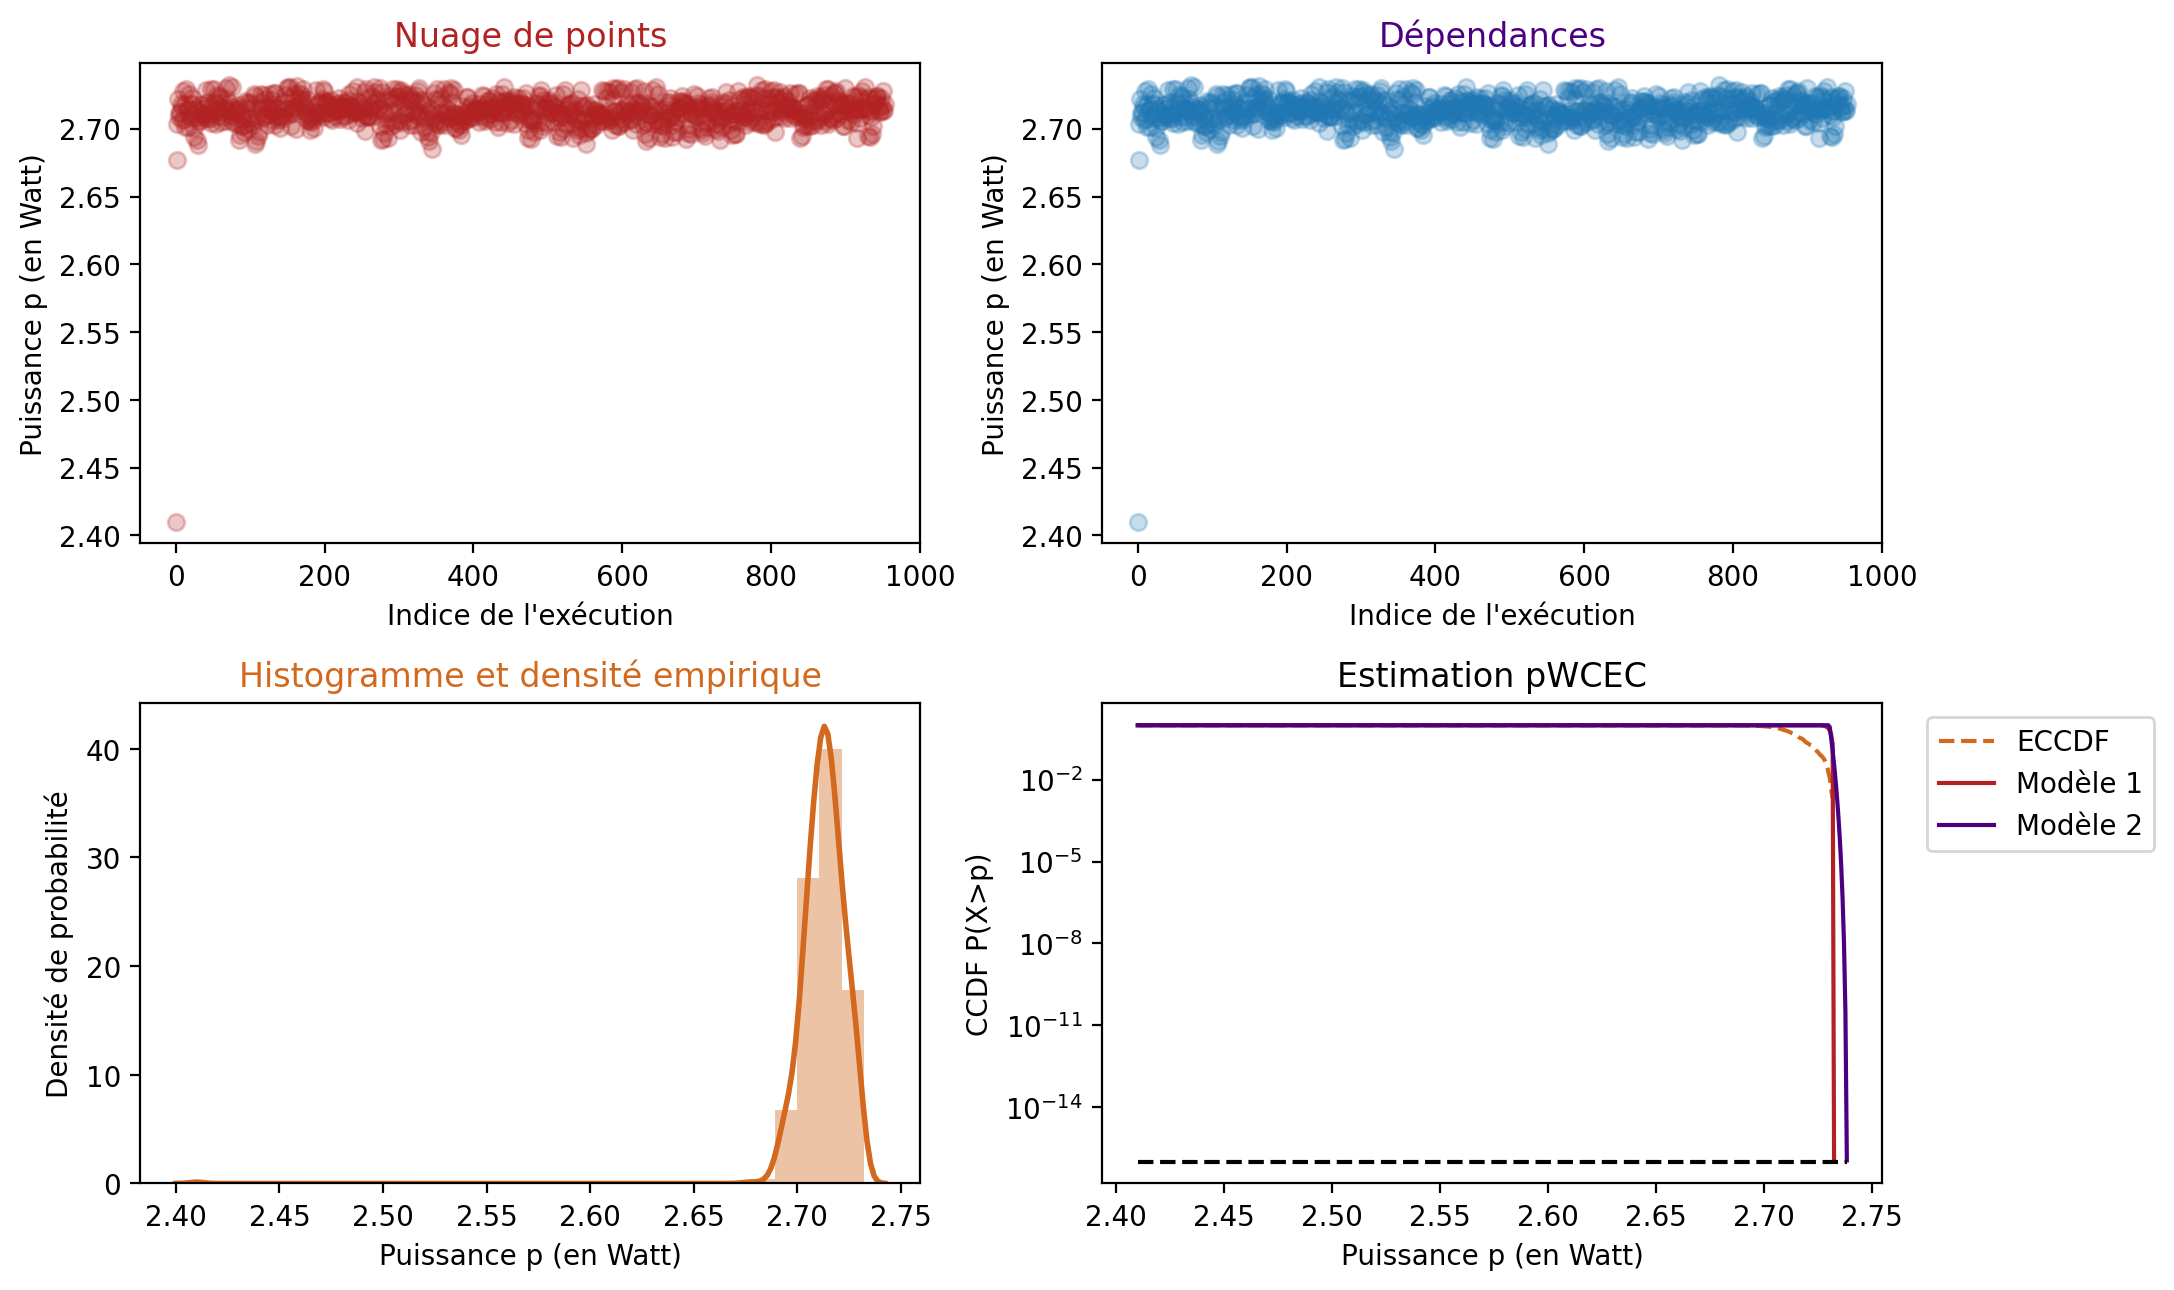 Nuage de points
Puissance p (en Watt)
2.70
2.65
2.60
2.55
2.50
2.45
2.40
0 200 400 600 800 1000
Indice de l'exécution
Dépendances
Puissance p (en Watt)
2.70
2.65
2.60
2.55
2.50
2.45
2.40
0 200 400 600 800 1000
Indice de l'exécution
Histogramme et densité empirique
Densité de probabilité
40
30
20
10
0
2.40 2.45 2.50 2.55 2.60 2.65 2.70 2.75
Puissance p (en Watt)
Estimation pWCEC
CCDF P(X>p)
10⁻²
10⁻⁵
10⁻⁸
10⁻¹¹
10⁻¹⁴
2.40 2.45 2.50 2.55 2.60 2.65 2.70 2.75
Puissance p (en Watt)
ECCDF
Modèle 1
Modèle 2